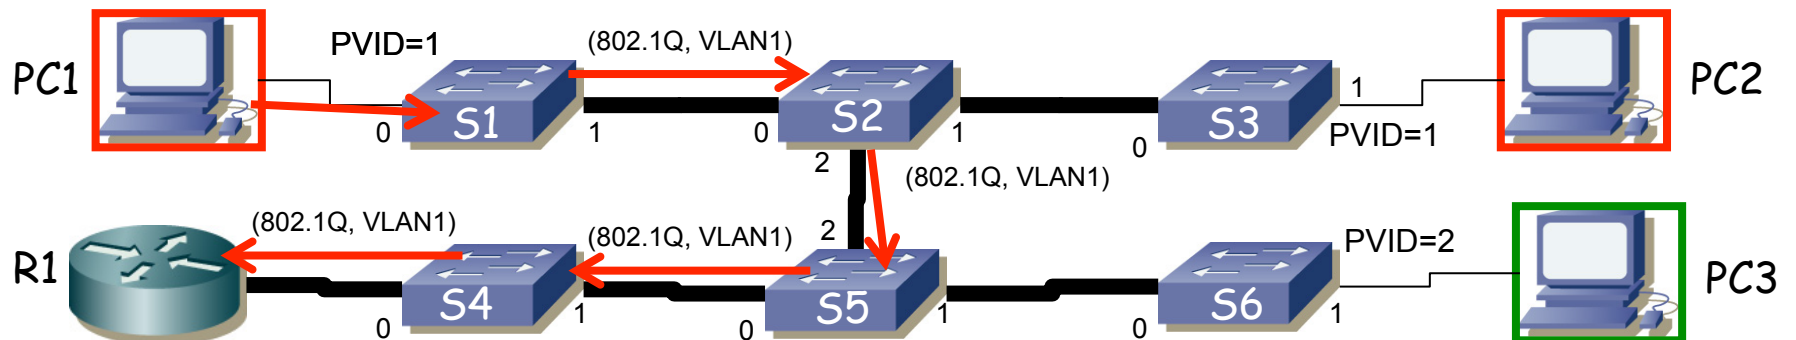 PVID=1
(802.1Q, VLAN1)
PC1
S1
S2
S3
1
PC2
0
1
0
1
0
PVID=1
2
(802.1Q, VLAN1)
(802.1Q, VLAN1)
(802.1Q, VLAN1)
2
PVID=2
R1
S4
S5
S6
PC3
0
1
0
1
0
1